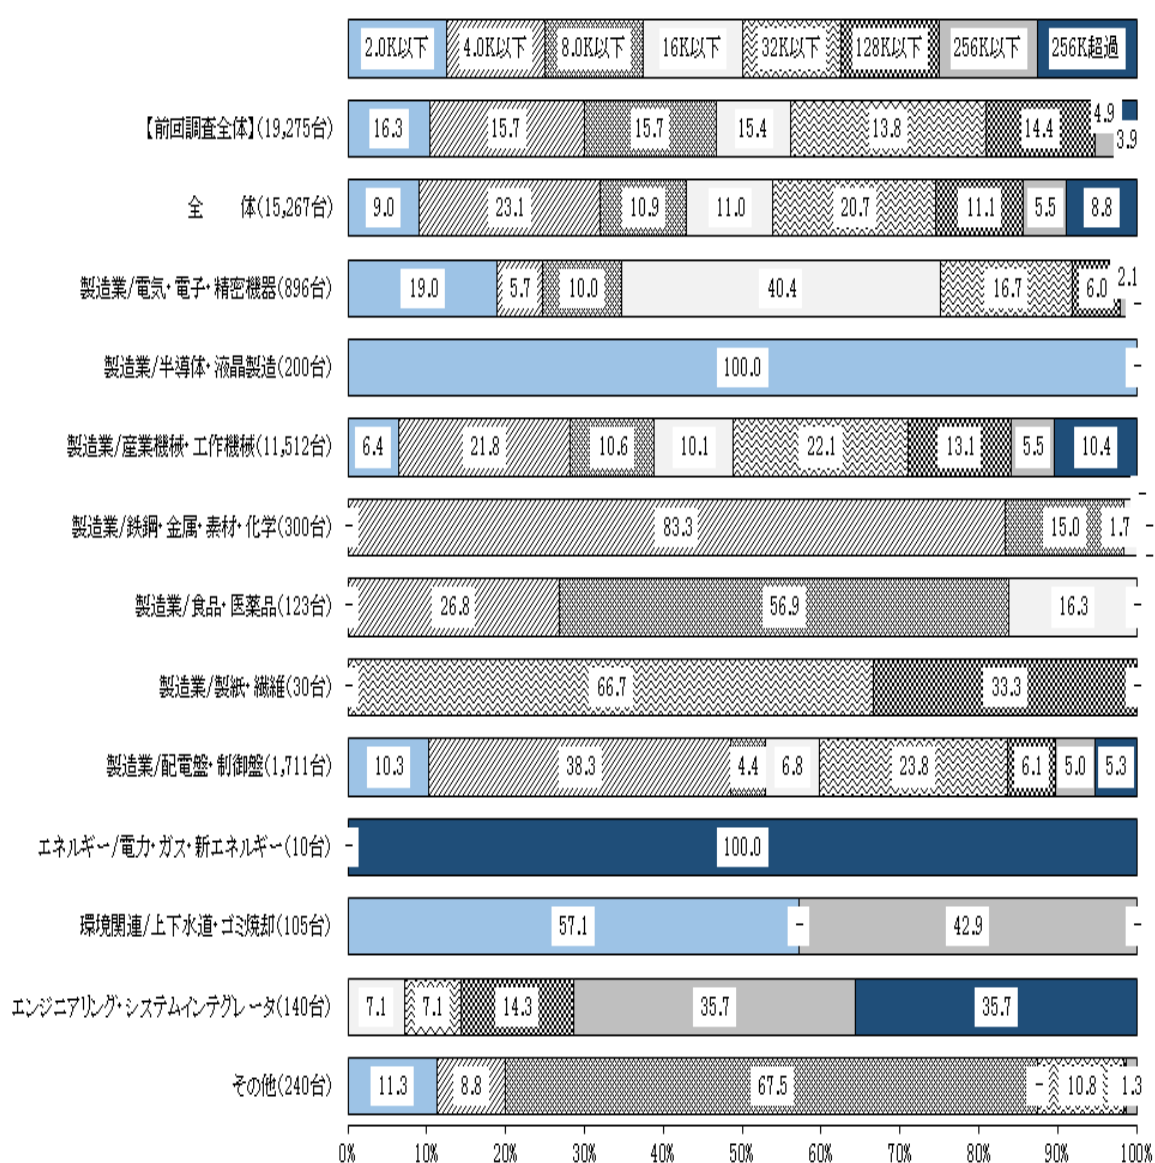 2.0K以下 4.0K以下 8.0K以下 16K以下 32K以下 128K以下 256K以下 256K超過
【前回調査全体】(19,275台) 16.3 15.7 15.7 15.4 13.8 14.4 4.9 3.9
全 体(15,267台) 9.0 23.1 10.9 11.0 20.7 11.1 5.5 8.8
製造業/電気・電子・精密機器(896台) 19.0 5.7 10.0 40.4 16.7 6.0 2.1 -
製造業/半導体・液晶製造(200台) 100.0 -
製造業/産業機械・工作機械(11,512台) 6.4 21.8 10.6 10.1 22.1 13.1 5.5 10.4
製造業/鉄鋼・金属・素材・化学(300台) - 83.3 15.0 1.7 - - -
製造業/食品・医薬品(123台) - 26.8 56.9 16.3 -
製造業/製紙・繊維(30台) - 66.7 33.3 -
製造業/配電盤・制御盤(1,711台) 10.3 38.3 4.4 6.8 23.8 6.1 5.0 5.3
エネルギー/電力・ガス・新エネルギー(10台) - 100.0
環境関連/上下水道・ゴミ焼却(105台) 57.1 - 42.9 -
エンジニアリング・システムインテグレータ(140台) 7.1 7.1 14.3 35.7 35.7
その他(240台) 11.3 8.8 67.5 - 10.8 1.3
0% 10% 20% 30% 40% 50% 60% 70% 80% 90% 100%